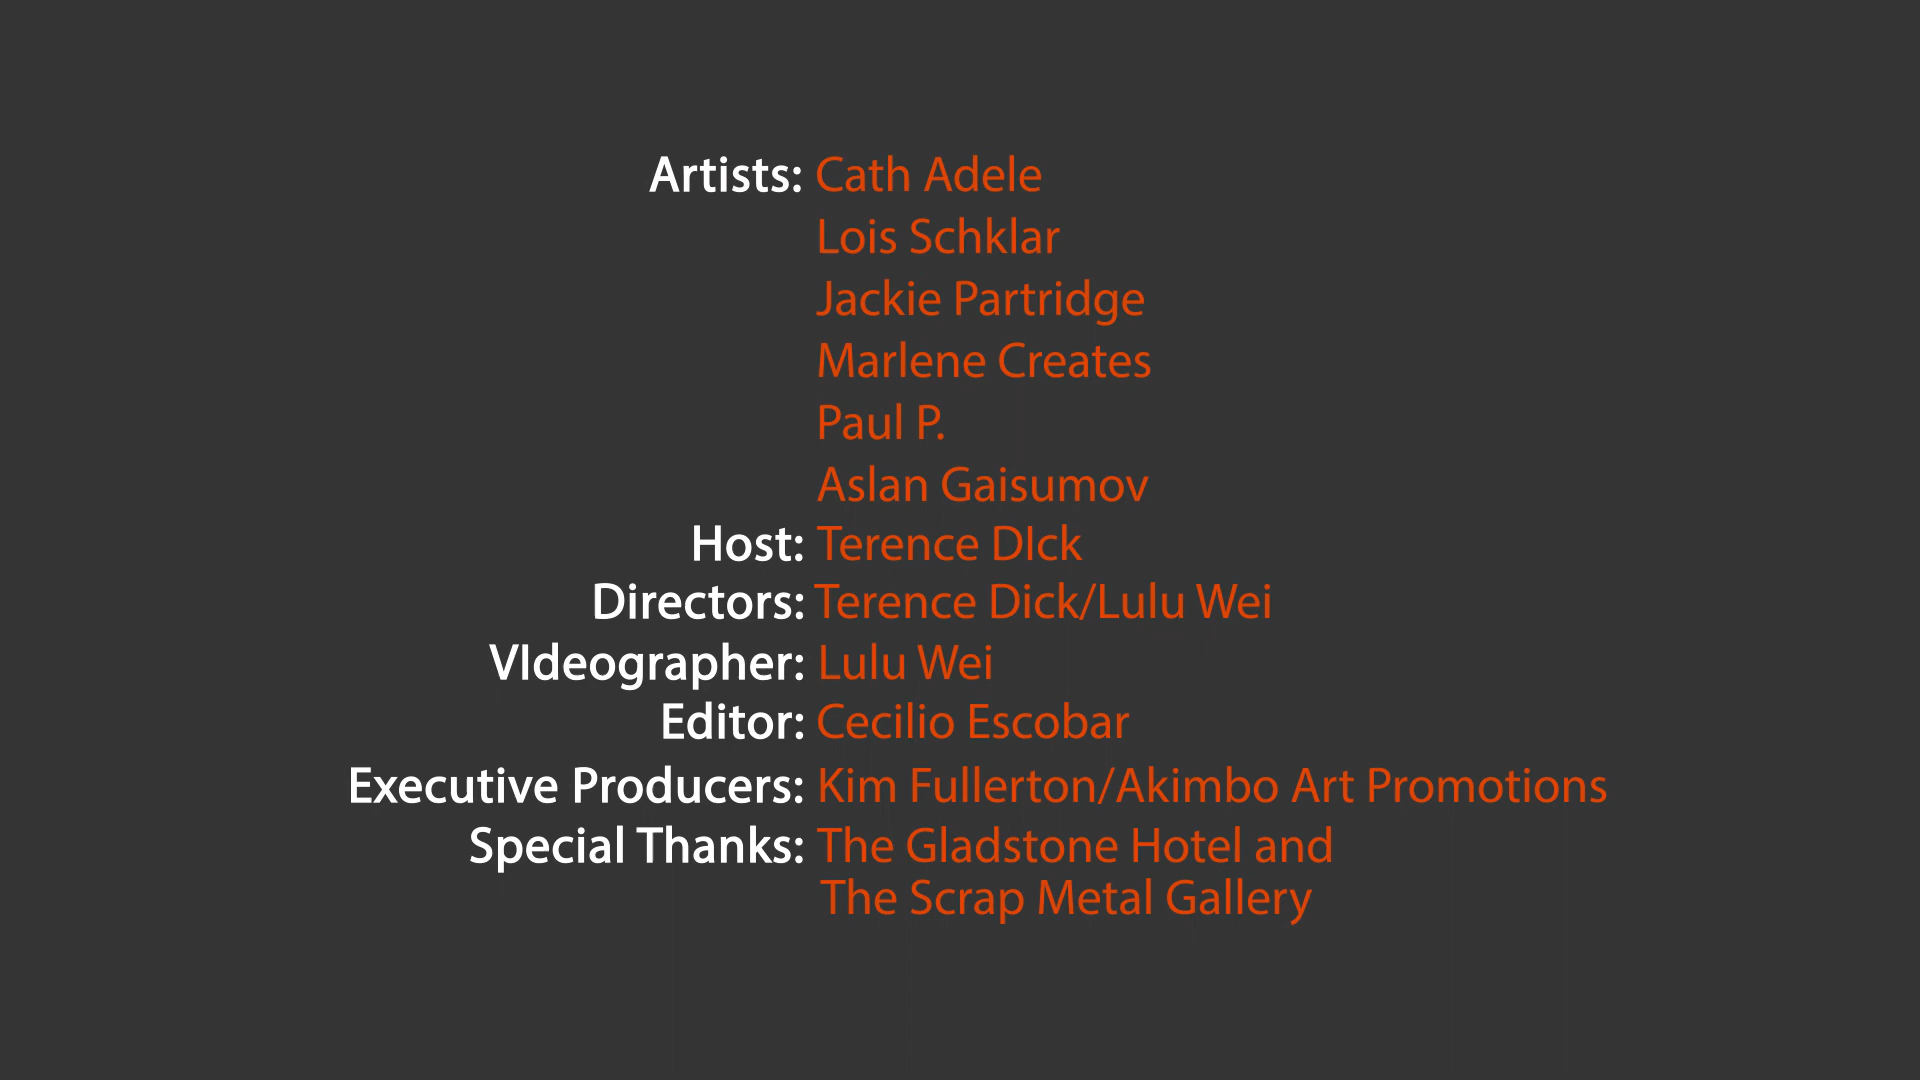 Artists: Cath Adele
Lois Schklar
Jackie Partridge
Marlene Creates
Paul P.
Aslan Gaisumov
Host: Terence DIck
Directors: Terence Dick/Lulu Wei
VIdeographer: Lulu Wei
Editor: Cecilio Escobar
Executive Producers: Kim Fullerton/Akimbo Art Promotions
Special Thanks: The Gladstone Hotel and
The Scrap Metal Gallery